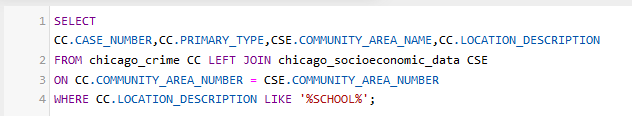 1 SELECT
CC.CASE_NUMBER,CC.PRIMARY_TYPE,CSE.COMMUNITY_AREA_NAME,CC.LOCATION_DESCRIPTION
2 FROM chicago_crime CC LEFT JOIN chicago_socioeconomic_data CSE
3 ON CC.COMMUNITY_AREA_NUMBER = CSE.COMMUNITY_AREA_NUMBER
4 WHERE CC.LOCATION_DESCRIPTION LIKE '%SCHOOL%';